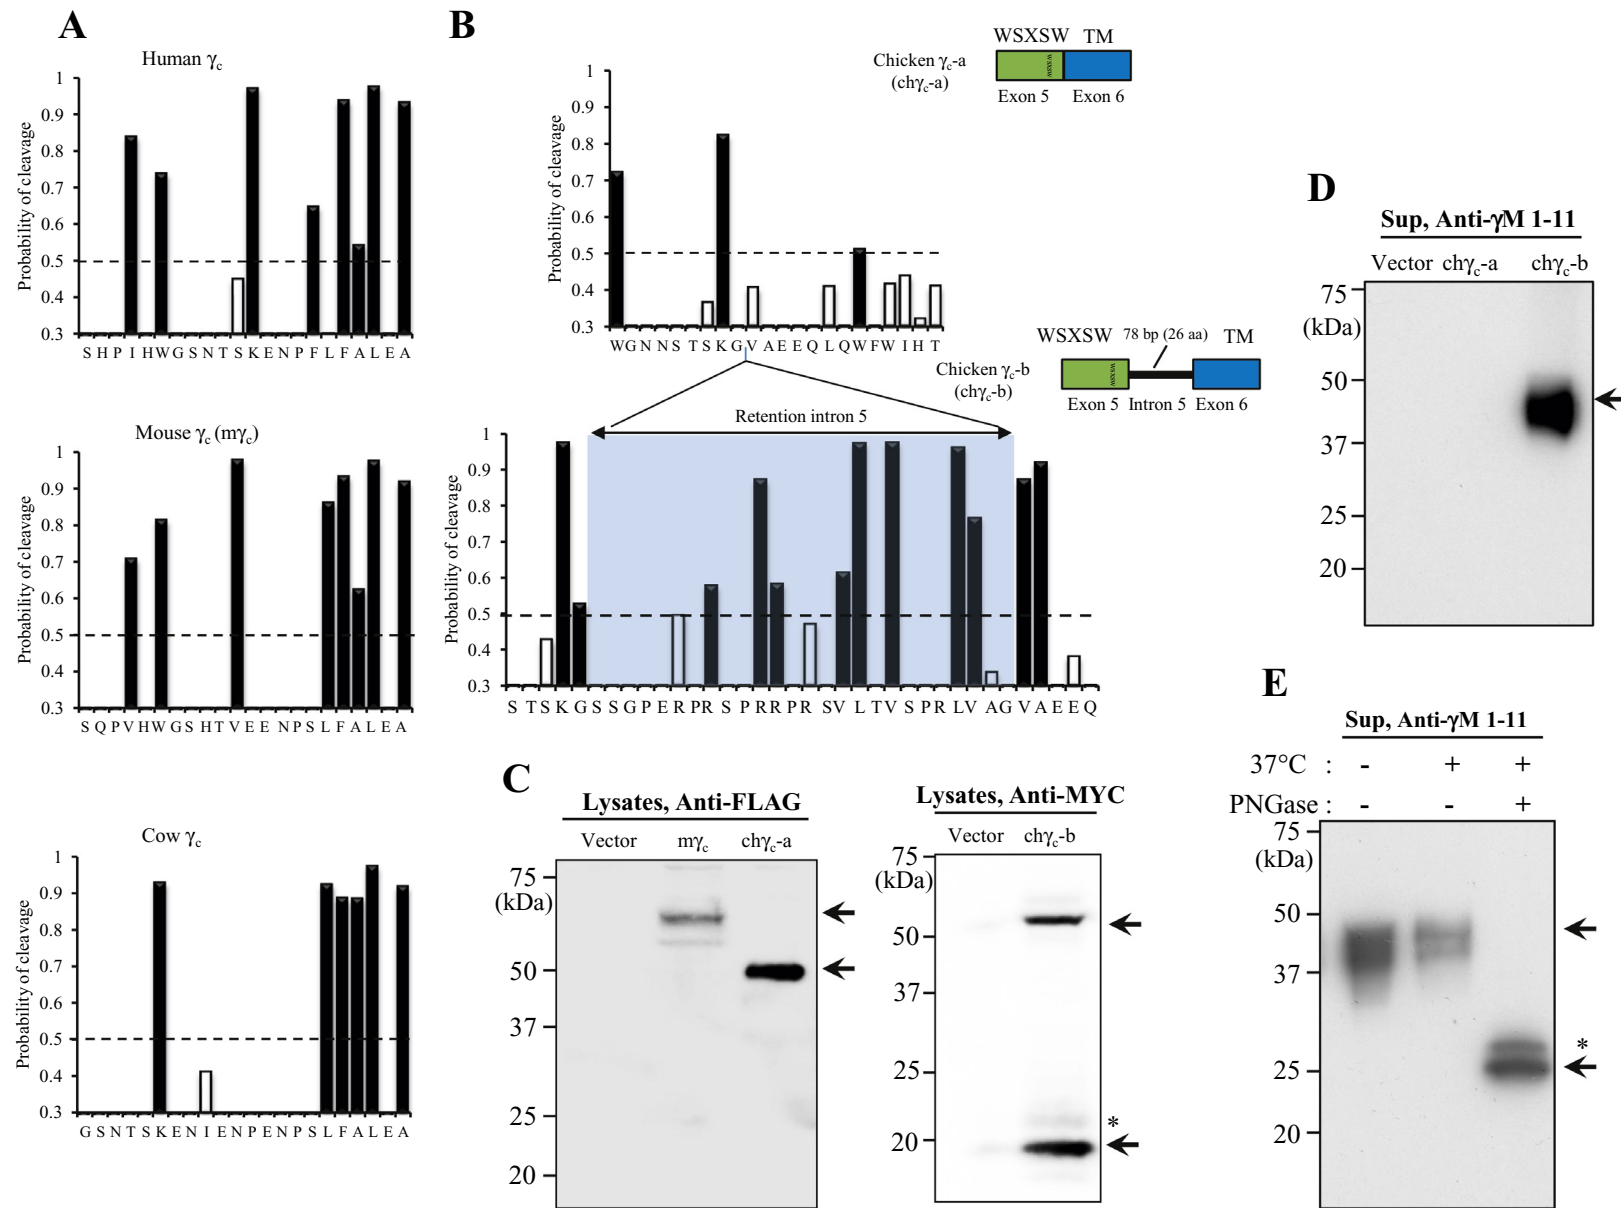 A
Human γc
Probability of cleavage
1
0.9
0.8
0.7
0.6
0.5
0.4
0.3
S H P I H W G S N T S K E N P F L F A L E A
Mouse γc (mγc)
Probability of cleavage
1
0.9
0.8
0.7
0.6
0.5
0.4
0.3
S Q P V H W G S H T V E E N P S L F A L E A
Cow γc
Probability of cleavage
1
0.9
0.8
0.7
0.6
0.5
0.4
0.3
G S N T S K E N I E N P E N P S L F A L E A
B
Chicken γc-a
(chγc-a)
WSXSW TM
WSXSW
Exon 5 Exon 6
Probability of cleavage
1
0.9
0.8
0.7
0.6
0.5
0.4
0.3
W G N N S T S K G V A E E Q L Q W F W I H T
Chicken γc-b
(chγc-b)
WSXSW 78 bp (26 aa) TM
WSXSW
Exon 5 Intron 5 Exon 6
Retention intron 5
Probability of cleavage
1
0.9
0.8
0.7
0.6
0.5
0.4
0.3
S T S K G S S G P E R P R S P R R P R S V L T V S P R L V A G V A E E Q
C
Lysates, Anti-FLAG
Vector mγc chγc-a
75
(kDa)
50
37
25
20
Lysates, Anti-MYC
Vector chγc-b
75
(kDa)
50
37
25
20
*
D
Sup, Anti-γM 1-11
Vector chγc-a chγc-b
75
(kDa)
50
37
25
20
E
Sup, Anti-γM 1-11
37°C : - + +
PNGase : - - +
75
(kDa)
50
37
25
20
*